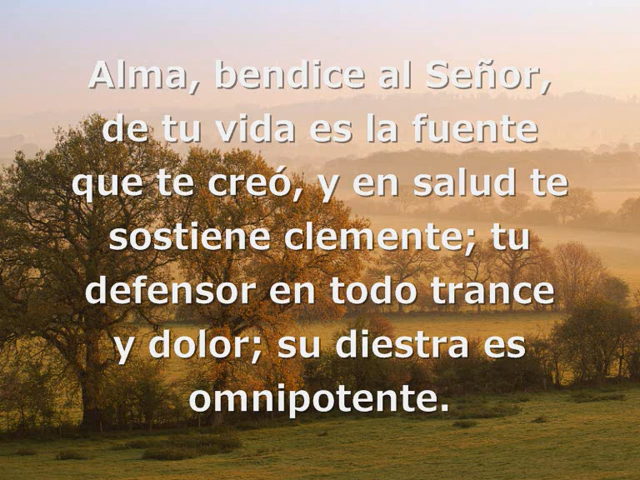 Alma, bendice al Señor,
de tu vida es la fuente
que te creó, y en salud te
sostiene clemente; tu
defensor en todo trance
y dolor; su diestra es
omnipotente.